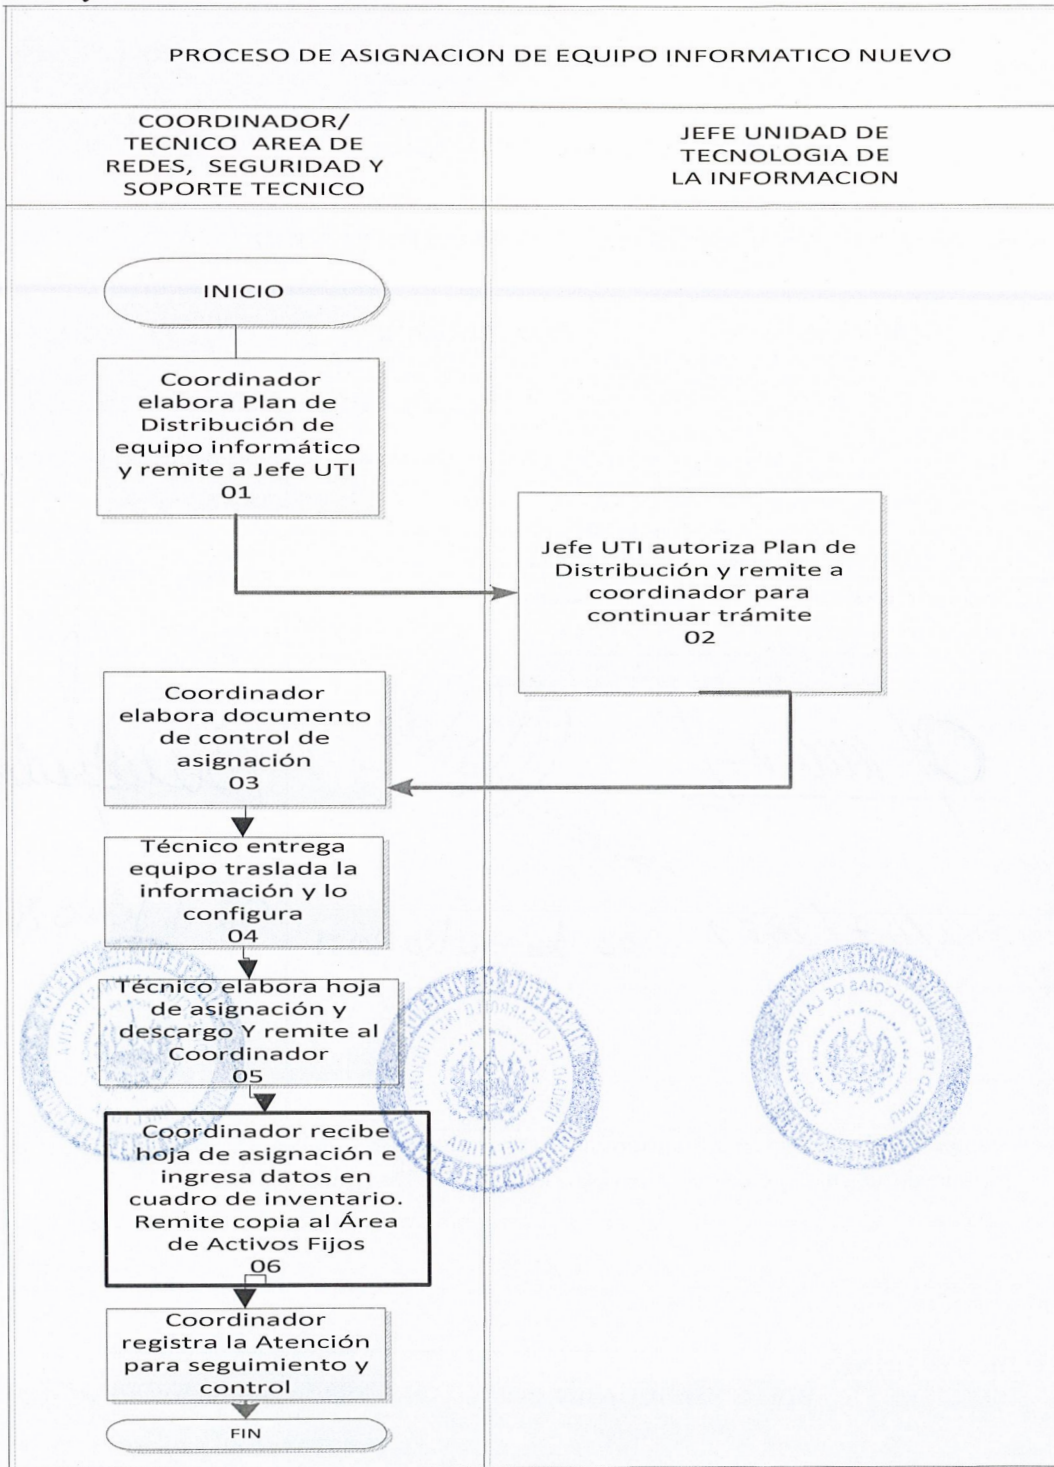 PROCESO DE ASIGNACION DE EQUIPO INFORMATICO NUEVO
COORDINADOR/
TECNICO AREA DE
REDES, SEGURIDAD Y
SOPORTE TECNICO
JEFE UNIDAD DE
TECNOLOGIA DE
LA INFORMACION
INICIO
Coordinador
elabora Plan de
Distribución de
equipo informático
y remite a Jefe UTI
01
Jefe UTI autoriza Plan de
Distribución y remite a
coordinador para
continuar trámite
02
Coordinador
elabora documento
de control de
asignación
03
Técnico entrega
equipo traslada la
información y lo
configura
04
Técnico elabora hoja
de asignación y
descargo Y remite al
Coordinador
05
Coordinador recibe
hoja de asignación e
ingresa datos en
cuadro de inventario.
Remite copia al Área
de Activos Fijos
06
Coordinador
registra la Atención
para seguimiento y
control
FIN